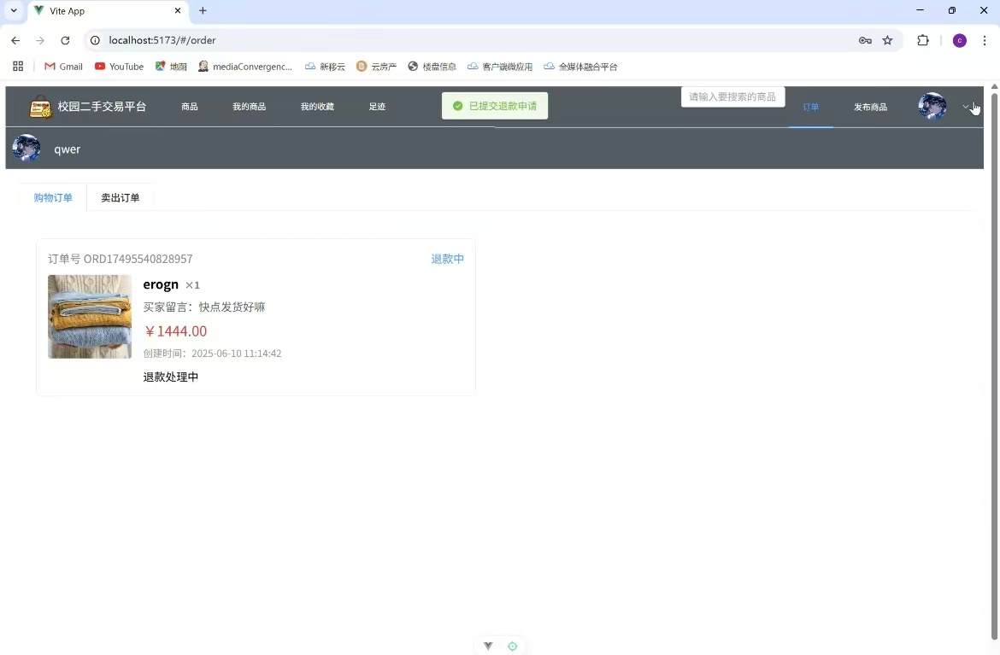 Vite App
localhost:5173/#/order
Gmail
YouTube
地图
mediaConvergenc...
新移云
云房产
楼盘信息
客户端微应用
全媒体融合平台
校园二手交易平台
商品
我的商品
我的收藏
足迹
已提交退款申请
请输入要搜索的商品
订单
发布商品
qwer
购物订单
卖出订单
订单号 ORD17495540828957
退款中
erogn ×1
买家留言：快点发货好嘛
￥1444.00
创建时间：2025-06-10 11:14:42
退款处理中